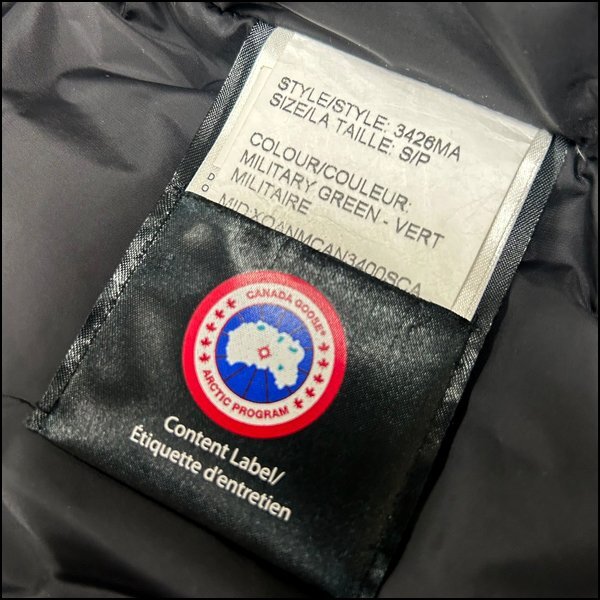 STYLE/STYLE: 3426MA
SIZE/LA TAILLE: S/P
COLOUR/COULEUR:
MILITARY GREEN - VERT
MILITAIRE
D
O
CANADA GOOSE®
ARCTIC PROGRAM
Content Label/
Étiquette d'entretien